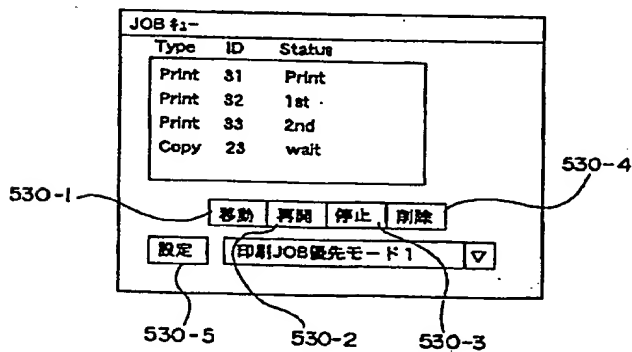 JOB キュー
Type ID Status
Print 31 Print
Print 32 1st
Print 33 2nd
Copy 23 wait
530-4
530-1
移動 再開 停止 削除
設定 印刷JOB優先モード1 ▽
530-5 530-2 530-3